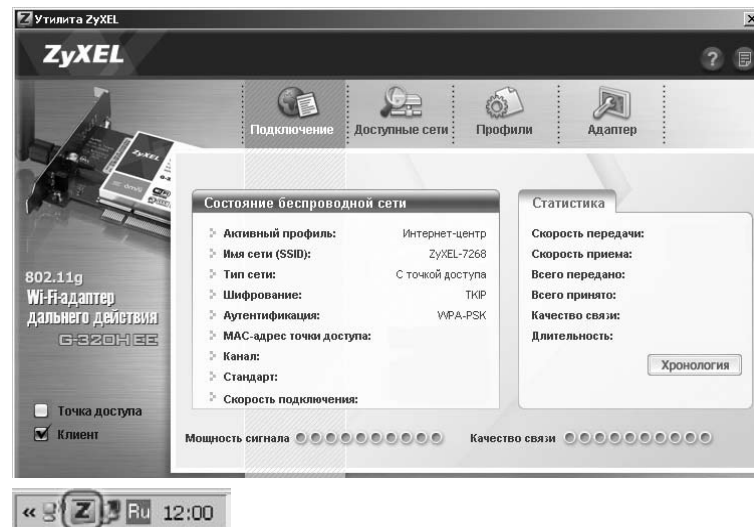 Утилита ZyXEL
ZyXEL
Подключение
Доступные сети
Профили
Адаптер
ZyXEL
802.11g
Wi-Fi-адаптер
дальнего действия
G-320H EE
Точка доступа
Клиент
Состояние беспроводной сети
Активный профиль: Интернет-центр
Имя сети (SSID): ZyXEL-7268
Тип сети: С точкой доступа
Шифрование: TKIP
Аутентификация: WPA-PSK
MAC-адрес точки доступа:
Канал:
Стандарт:
Скорость подключения:
Статистика
Скорость передачи:
Скорость приема:
Всего передано:
Всего принято:
Качество связи:
Длительность:
Хронология
Мощность сигнала
Качество связи
« Z Ru 12:00